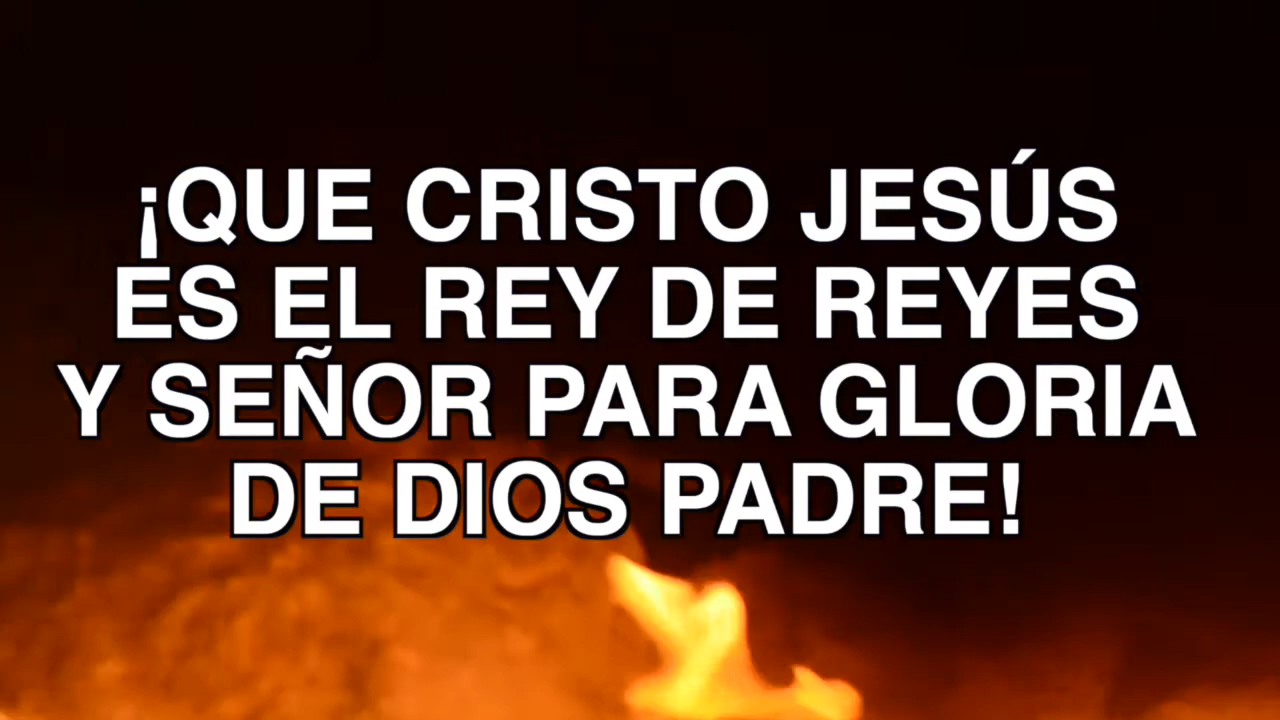 ¡QUE CRISTO JESÚS
ES EL REY DE REYES
Y SEÑOR PARA GLORIA
DE DIOS PADRE!